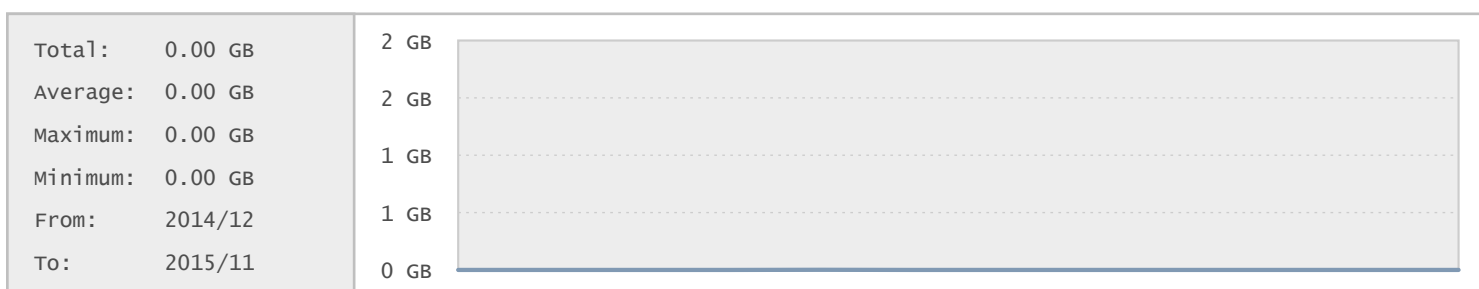 Total: 0.00 GB
Average: 0.00 GB
Maximum: 0.00 GB
Minimum: 0.00 GB
From: 2014/12
To: 2015/11
2 GB
2 GB
1 GB
1 GB
0 GB